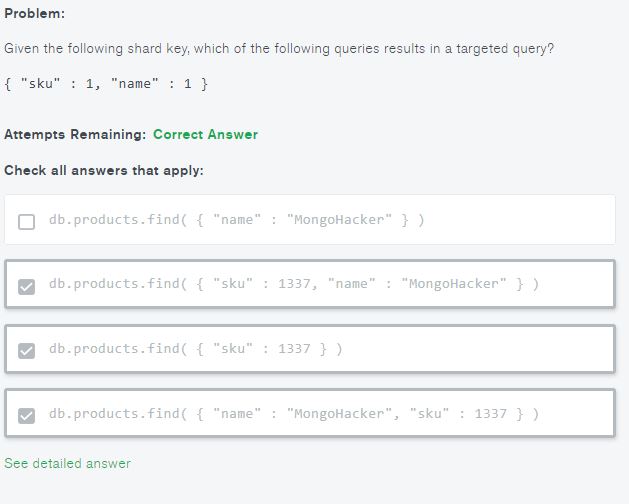 Problem:
Given the following shard key, which of the following queries results in a targeted query?
{ "sku" : 1, "name" : 1 }
Attempts Remaining: Correct Answer
Check all answers that apply:
db.products.find( { "name" : "MongoHacker" } )
db.products.find( { "sku" : 1337, "name" : "MongoHacker" } )
db.products.find( { "sku" : 1337 } )
db.products.find( { "name" : "MongoHacker", "sku" : 1337 } )
See detailed answer